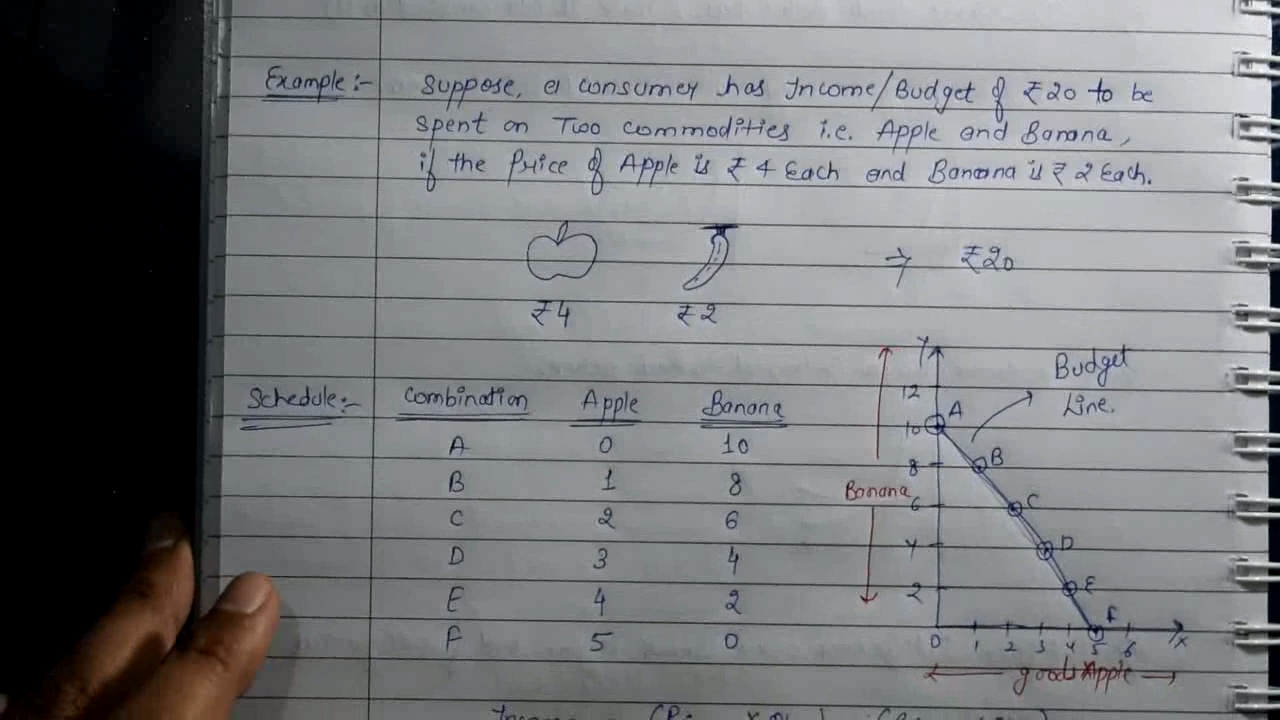 Example:- Suppose, a consumer has Income/Budget of ₹20 to be
spent on Two commodities i.e. Apple and Banana,
if the Price of Apple is ₹4 Each and Banana is ₹2 Each.
₹4 ₹2 → ₹20
Schedule:- Combination Apple Banana
A 0 10
B 1 8
C 2 6
D 3 4
E 4 2
F 5 0
Y
Budget
Line.
12
10 A
8 B
Banana
6 C
4 D
2 E
F
0 1 2 3 4 5 6 X
goods Apple
Income